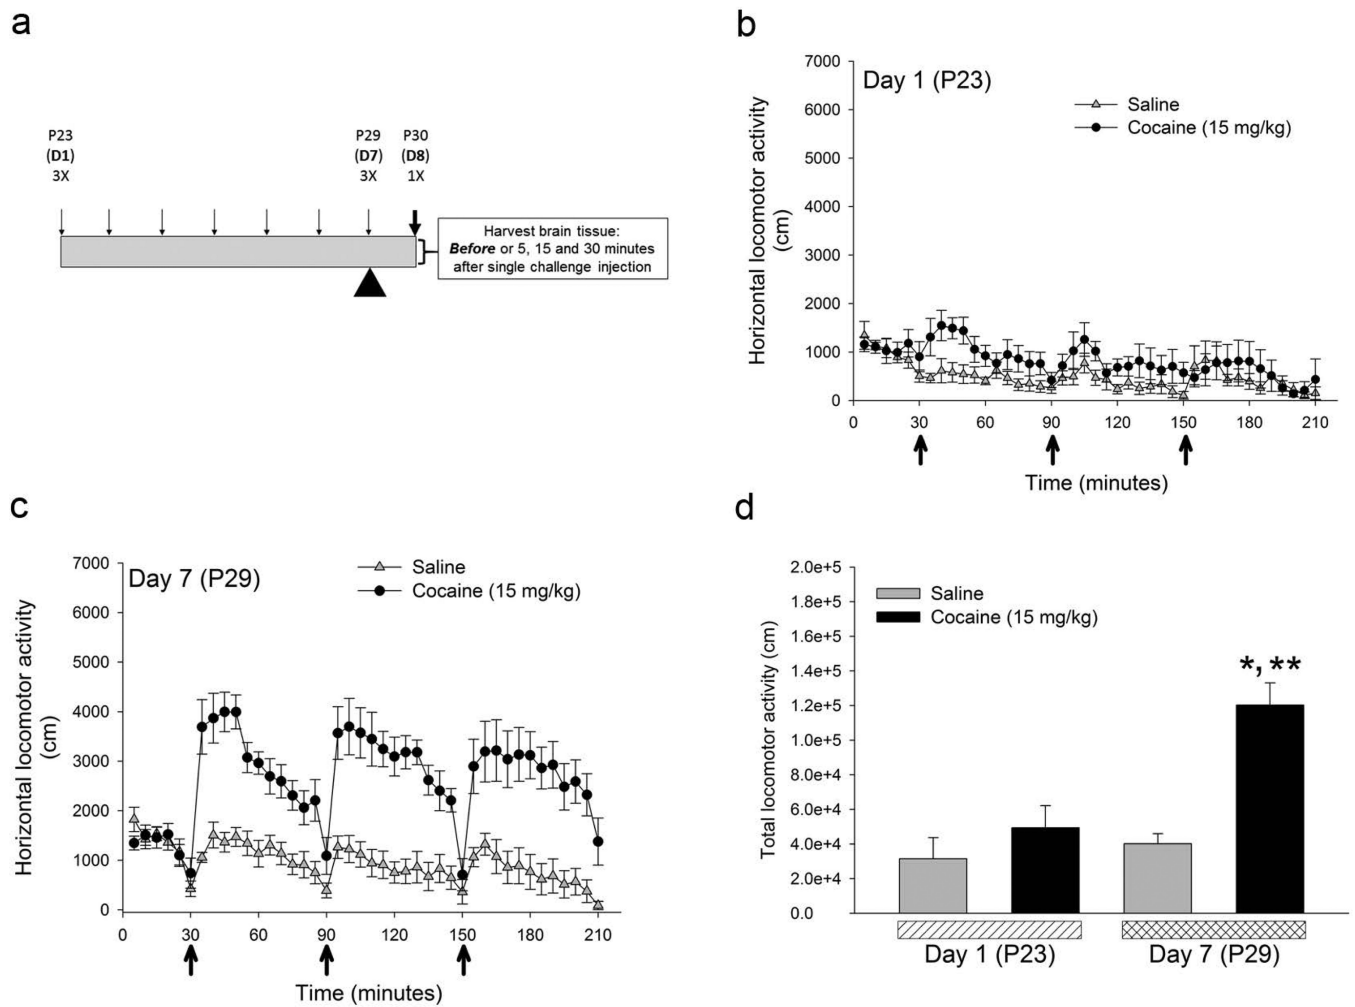 a
P23
(D1)
3X
P29
(D7)
3X
P30
(D8)
1X
Harvest brain tissue:
Before or 5, 15 and 30 minutes
after single challenge injection
b
Day 1 (P23)
Saline
Cocaine (15 mg/kg)
Horizontal locomotor activity
(cm)
7000
6000
5000
4000
3000
2000
1000
0
0
30
60
90
120
150
180
210
Time (minutes)
c
Day 7 (P29)
Saline
Cocaine (15 mg/kg)
Horizontal locomotor activity
(cm)
7000
6000
5000
4000
3000
2000
1000
0
0
30
60
90
120
150
180
210
Time (minutes)
d
Saline
Cocaine (15 mg/kg)
Total locomotor activity (cm)
2.0e+5
1.8e+5
1.6e+5
1.4e+5
1.2e+5
1.0e+5
8.0e+4
6.0e+4
4.0e+4
2.0e+4
0.0
*, **
Day 1 (P23)
Day 7 (P29)